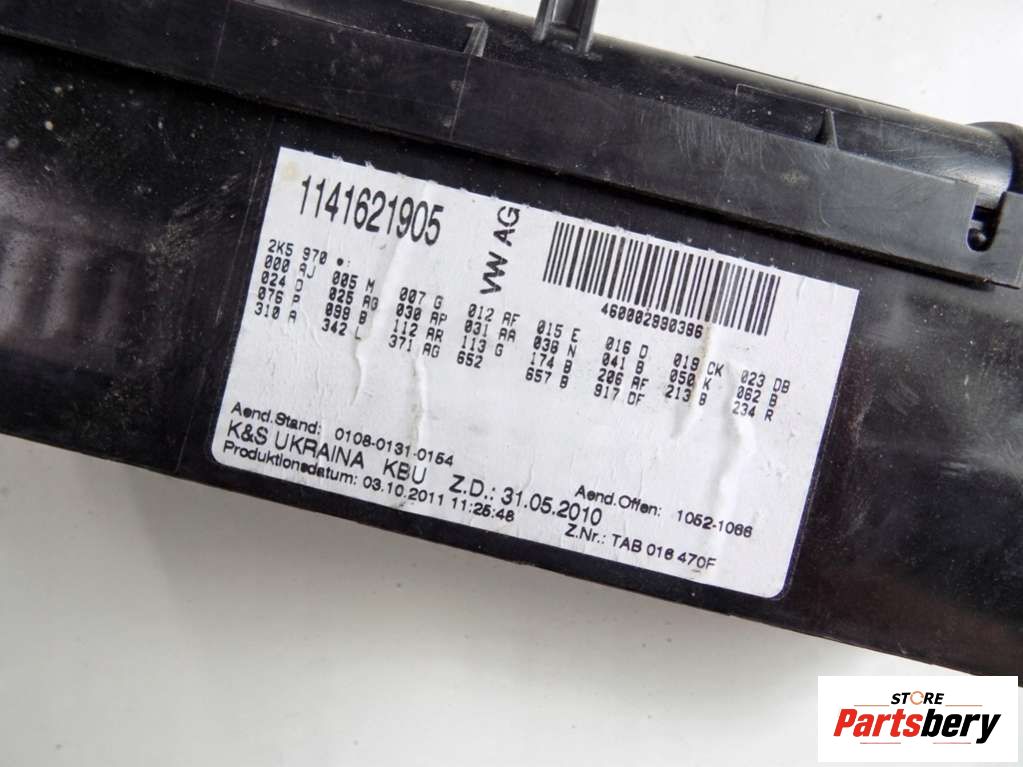 1141621905
VW AG
460002990396
2K5 970 ●:
000 AJ 005 M 007 G 012 AF 015 E 016 D 019 CK 023 DB
024 D 025 AG 030 AP 031 AA 038 N 041 B 050 K 062 B
076 P 099 B 112 AR 113 G 174 B 206 AF 213 B 234 R
310 A 342 L 371 AG 652 657 B 917 DF
Aend.Stand: 0108-0131-0154
Aend.Offen: 1052-1066
K&S UKRAINA KBU Z.D.: 31.05.2010
Produktionsdatum: 03.10.2011 11:25:48 Z.Nr.: TAB 016 470F
STORE
Partsbery